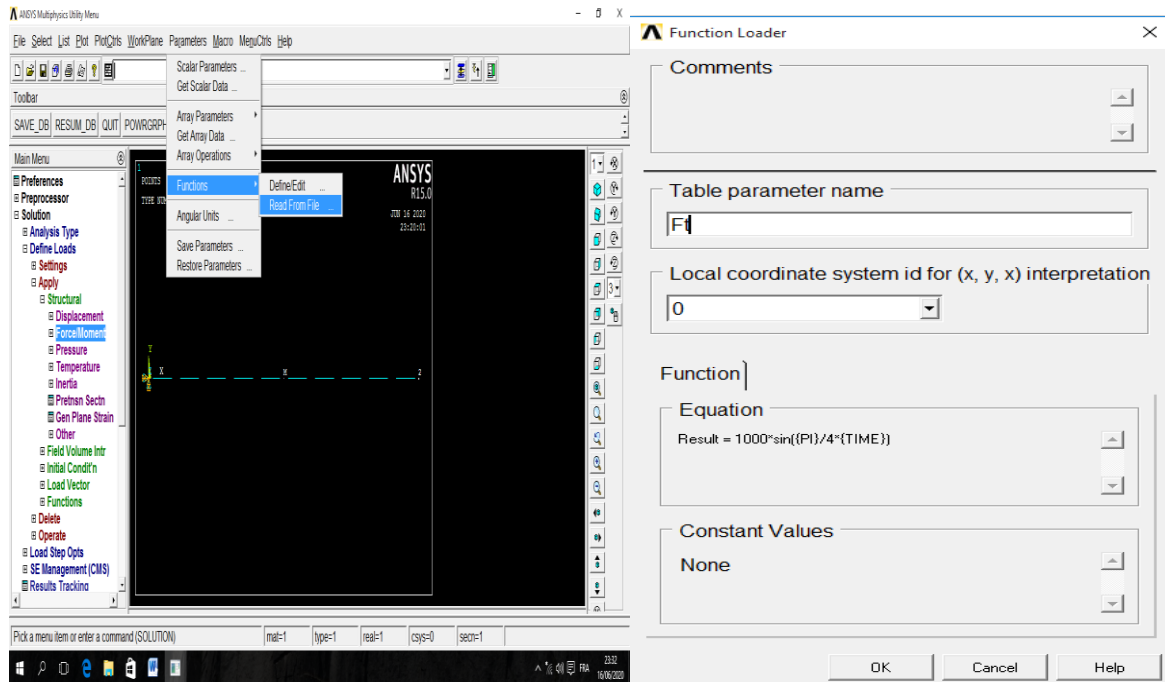 ANSYS Multiphysics Utility Menu
File Select List Plot PlotCtrls WorkPlane Parameters Macro MenuCtrls Help
Toolbar
SAVE_DB RESUM_DB QUIT POWRGRPH
Scalar Parameters ...
Get Scalar Data ...
Array Parameters
Get Array Data ...
Array Operations
Functions
Angular Units ...
Save Parameters ...
Restore Parameters ...
Define/Edit ...
Read From File ...
Main Menu
Preferences
Preprocessor
Solution
Analysis Type
Define Loads
Settings
Apply
Structural
Displacement
Force/Moment
Pressure
Temperature
Inertia
Pretnsn Sectn
Gen Plane Strain
Other
Field Volume Intr
Initial Condit'n
Load Vector
Functions
Delete
Operate
Load Step Opts
SE Management (CMS)
Results Tracking
1
POINTS
TYPE NUM
ANSYS
R15.0
JUN 16 2020
23:20:01
Y
X
2
1
3
Pick a menu item or enter a command (SOLUTION) mat=1 type=1 real=1 csys=0 secn=1
FRA
23:32
16/06/2020
Function Loader
Comments
Table parameter name
Ft
Local coordinate system id for (x, y, x) interpretation
0
Function
Equation
Result = 1000*sin({PI}/4*{TIME})
Constant Values
None
OK Cancel Help